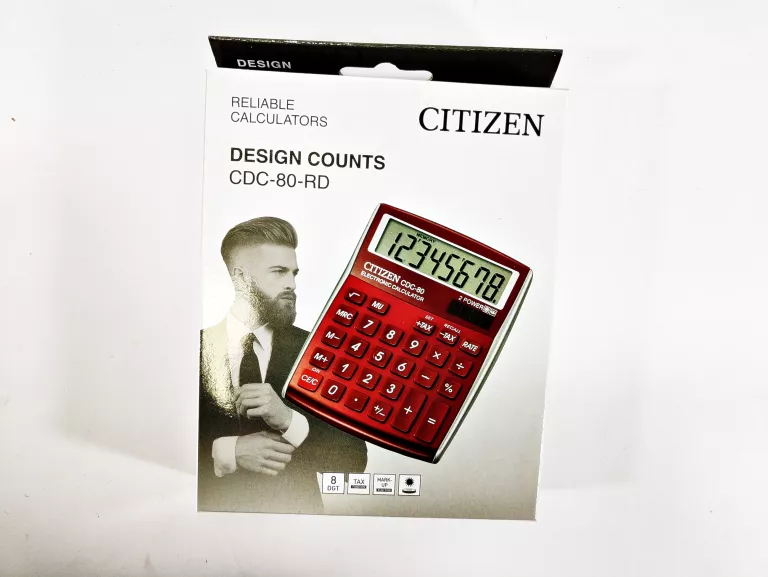 DESIGN
RELIABLE
CALCULATORS
CITIZEN
DESIGN COUNTS
CDC-80-RD
MEMORY
12345678.
CITIZEN CDC-80
ELECTRONIC CALCULATOR
2 POWER
√ MU
SET RECALL
MRC 7 8 9 +TAX -TAX RATE
M- 4 5 6 × ÷
M+ 1 2 3 − %
ON
CE/C 0 · +/− + =
8
DGT
TAX
MARK-
UP